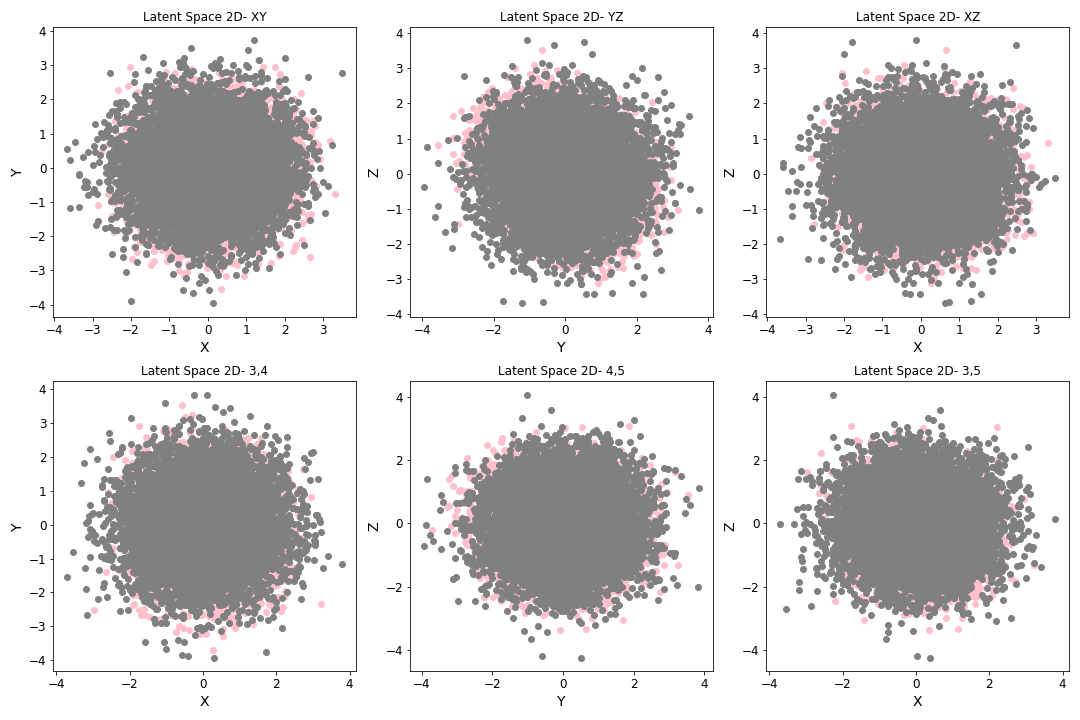 Latent Space 2D- XY
4
3
2
1
0
−1
−2
−3
−4
Y
−4 −3 −2 −1 0 1 2 3
X
Latent Space 2D- YZ
4
3
2
1
0
−1
−2
−3
−4
Z
−4 −2 0 2 4
Y
Latent Space 2D- XZ
4
3
2
1
0
−1
−2
−3
−4
Z
−4 −3 −2 −1 0 1 2 3
X
Latent Space 2D- 3,4
4
3
2
1
0
−1
−2
−3
−4
Y
−4 −2 0 2 4
X
Latent Space 2D- 4,5
4
2
0
−2
−4
Z
−4 −2 0 2 4
Y
Latent Space 2D- 3,5
4
2
0
−2
−4
Z
−4 −2 0 2 4
X